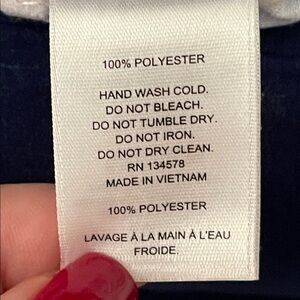 100% POLYESTER
HAND WASH COLD.
DO NOT BLEACH.
DO NOT TUMBLE DRY.
DO NOT IRON.
DO NOT DRY CLEAN.
RN 134578
MADE IN VIETNAM
100% POLYESTER
LAVAGE À LA MAIN À L'EAU
FROIDE.